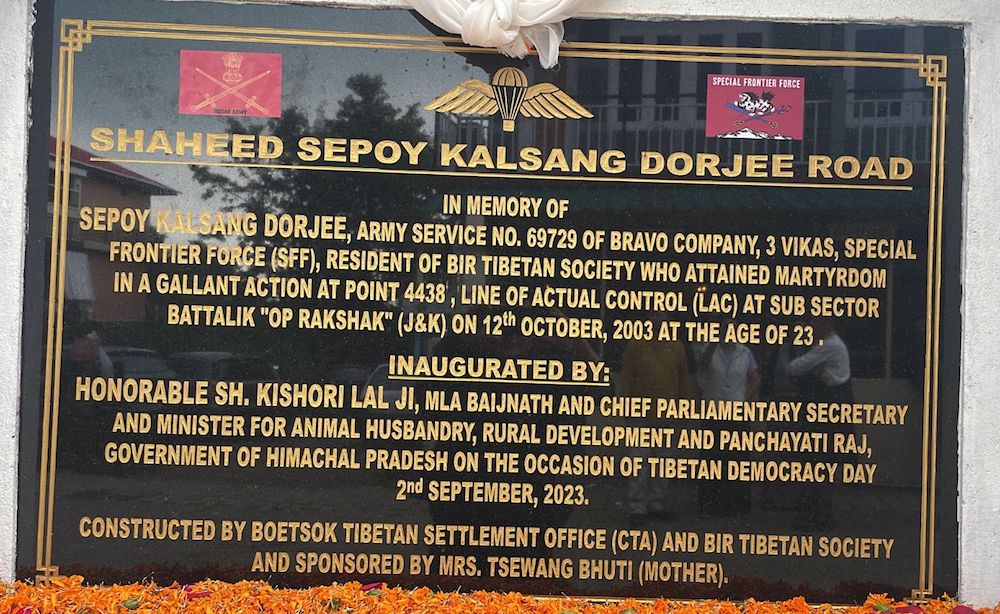 INDIAN ARMY
SPECIAL FRONTIER FORCE
SHAHEED SEPOY KALSANG DORJEE ROAD
IN MEMORY OF
SEPOY KALSANG DORJEE, ARMY SERVICE NO. 69729 OF BRAVO COMPANY, 3 VIKAS, SPECIAL
FRONTIER FORCE (SFF), RESIDENT OF BIR TIBETAN SOCIETY WHO ATTAINED MARTYRDOM
IN A GALLANT ACTION AT POINT 4438 , LINE OF ACTUAL CONTROL (LAC) AT SUB SECTOR
BATTALIK "OP RAKSHAK" (J&K) ON 12th OCTOBER, 2003 AT THE AGE OF 23 .
INAUGURATED BY:
HONORABLE SH. KISHORI LAL JI, MLA BAIJNATH AND CHIEF PARLIAMENTARY SECRETARY
AND MINISTER FOR ANIMAL HUSBANDRY, RURAL DEVELOPMENT AND PANCHAYATI RAJ,
GOVERNMENT OF HIMACHAL PRADESH ON THE OCCASION OF TIBETAN DEMOCRACY DAY
2nd SEPTEMBER, 2023.
CONSTRUCTED BY BOETSOK TIBETAN SETTLEMENT OFFICE (CTA) AND BIR TIBETAN SOCIETY
AND SPONSORED BY MRS. TSEWANG BHUTI (MOTHER).